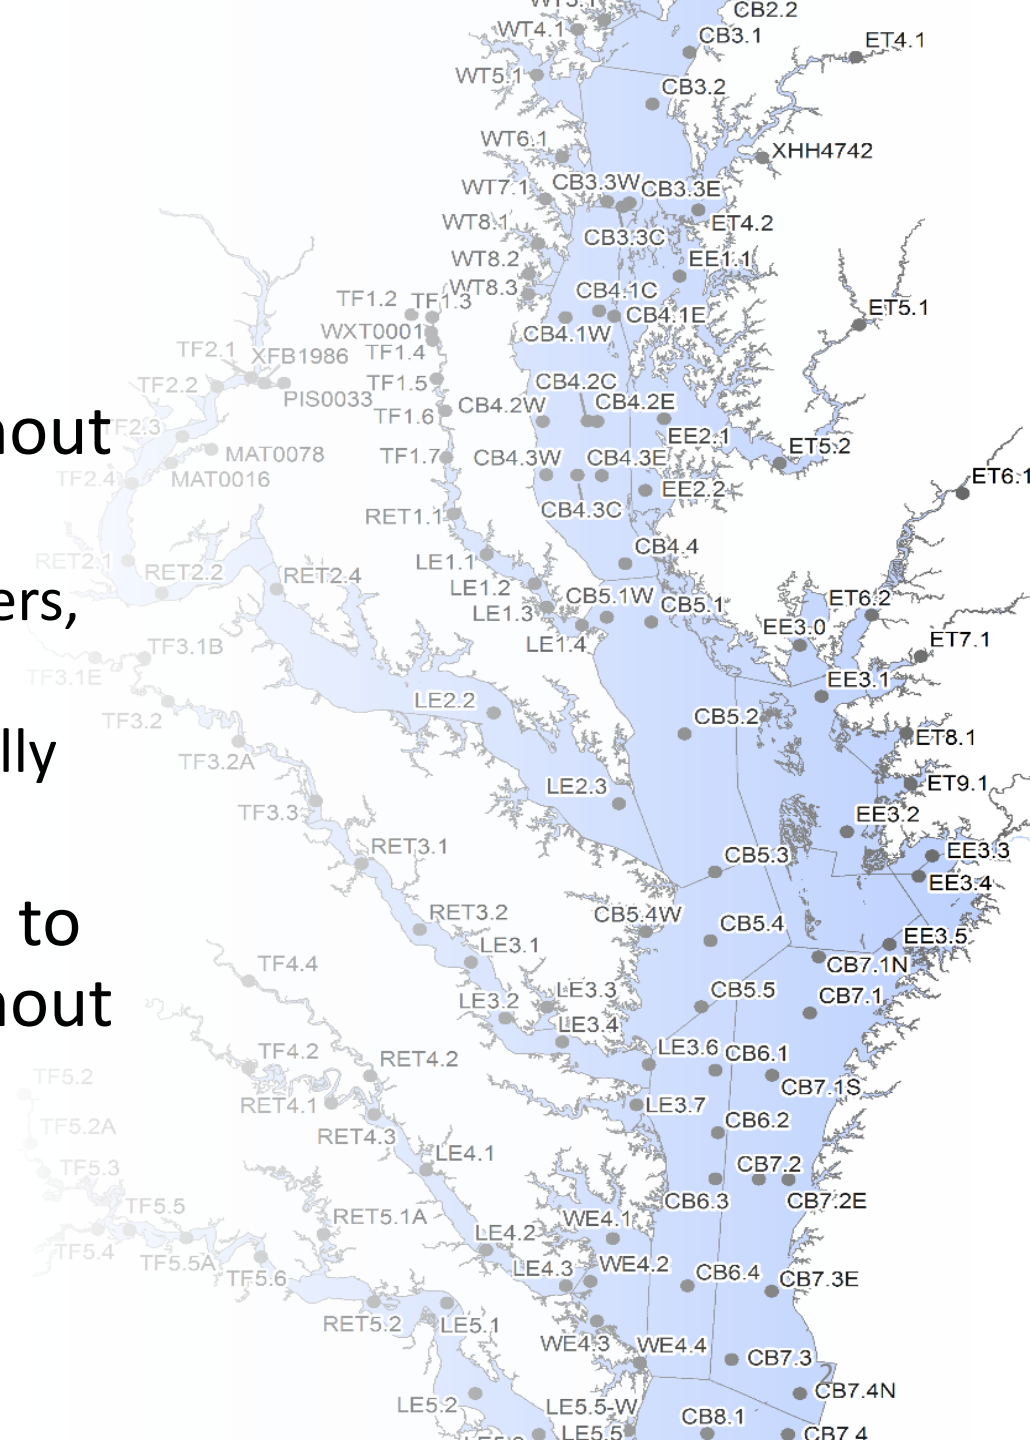 CB2.2
WT4.1
CB3.1
ET4.1
WT5.1
CB3.2
WT6.1
XHH4742
WT7.1
CB3.3W
CB3.3E
WT8.1
ET4.2
CB3.3C
WT8.2
EE1.1
WT8.3
CB4.1C
TF1.2
TF1.3
ET5.1
CB4.1E
WXT0001
CB4.1W
TF2.1
XFB1986
TF1.4
TF2.2
TF1.5
CB4.2C
PIS0033
CB4.2W
CB4.2E
TF1.6
hout
TF2.3
EE2.1
ET5.2
MAT0078
TF1.7
CB4.3W
CB4.3E
TF2.4
MAT0016
EE2.2
ET6.1
CB4.3C
RET1.1
CB4.4
RET2.1
RET2.2
RET2.4
LE1.1
LE1.2
CB5.1W
CB5.1
ET6.2
ers,
LE1.3
EE3.0
LE1.4
ET7.1
TF3.1B
TF3.1E
EE3.1
LE2.2
TF3.2
CB5.2
ET8.1
lly
TF3.2A
LE2.3
ET9.1
TF3.3
EE3.2
RET3.1
CB5.3
EE3.3
EE3.4
RET3.2
CB5.4W
CB5.4
to
LE3.1
EE3.5
TF4.4
CB7.1N
LE3.2
LE3.3
CB5.5
CB7.1
hout
LE3.4
TF4.2
RET4.2
LE3.6
CB6.1
TF5.2
CB7.1S
RET4.1
LE3.7
TF5.2A
RET4.3
CB6.2
LE4.1
TF5.3
CB7.2
TF5.5
CB6.3
CB7.2E
RET5.1A
WE4.1
LE4.2
TF5.4
TF5.5A
TF5.6
LE4.3
WE4.2
CB6.4
CB7.3E
RET5.2
LE5.1
WE4.3
WE4.4
CB7.3
CB7.4N
LE5.2
LE5.5-W
CB8.1
LE5.5
CB7.4